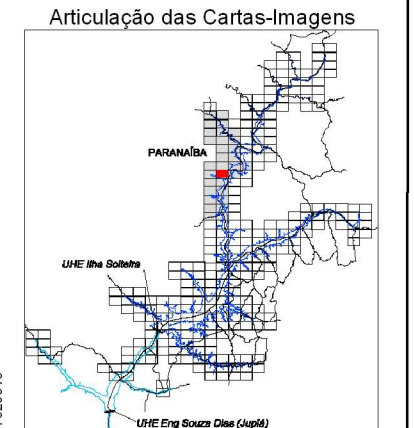 Articulação das Cartas-Imagens
PARANAÍBA
UHE Ilha Solteira
UHE Eng Souza Dias (Jupiá)